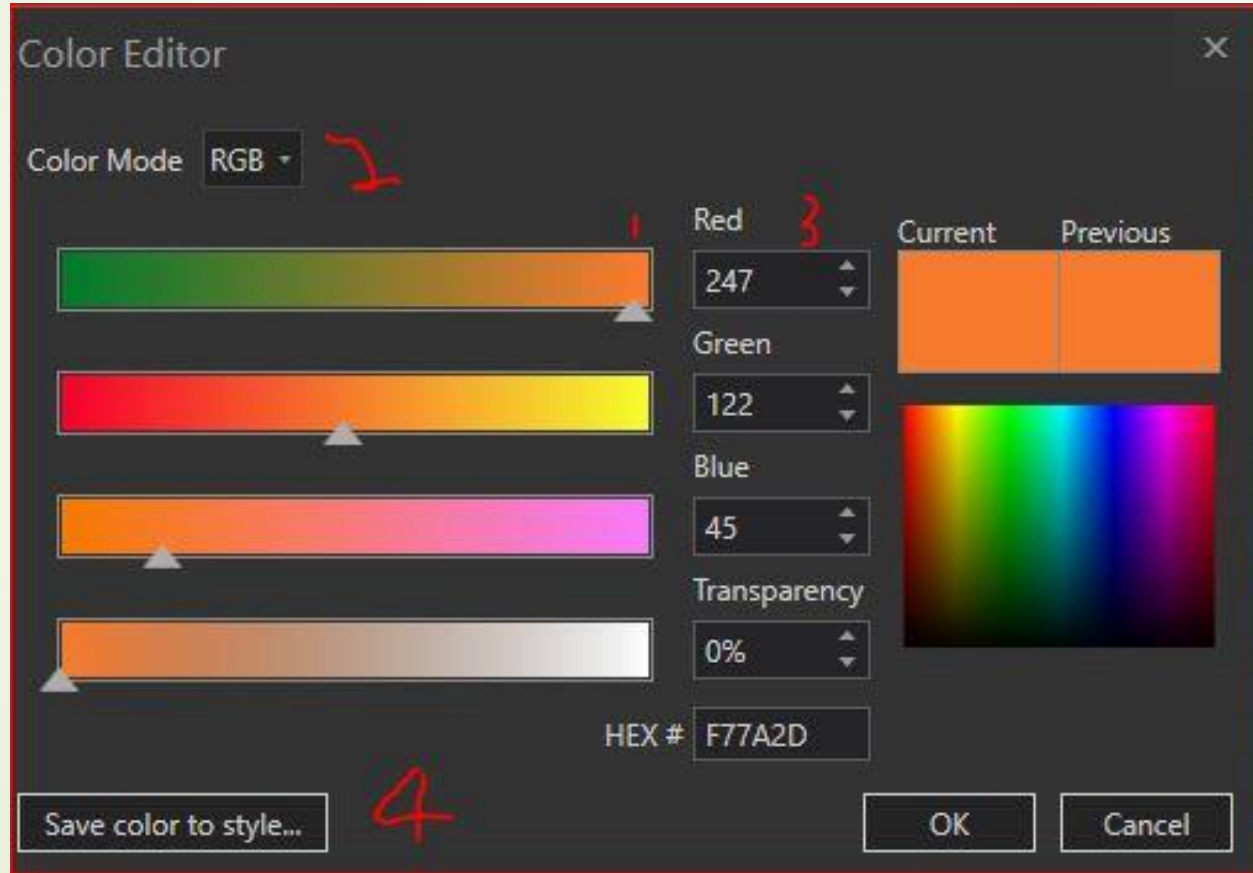 Color Editor
Color Mode RGB 2
1
Red 3
247
Green
122
Blue
45
Transparency
0%
HEX # F77A2D
Current Previous
Save color to style... 4
OK Cancel